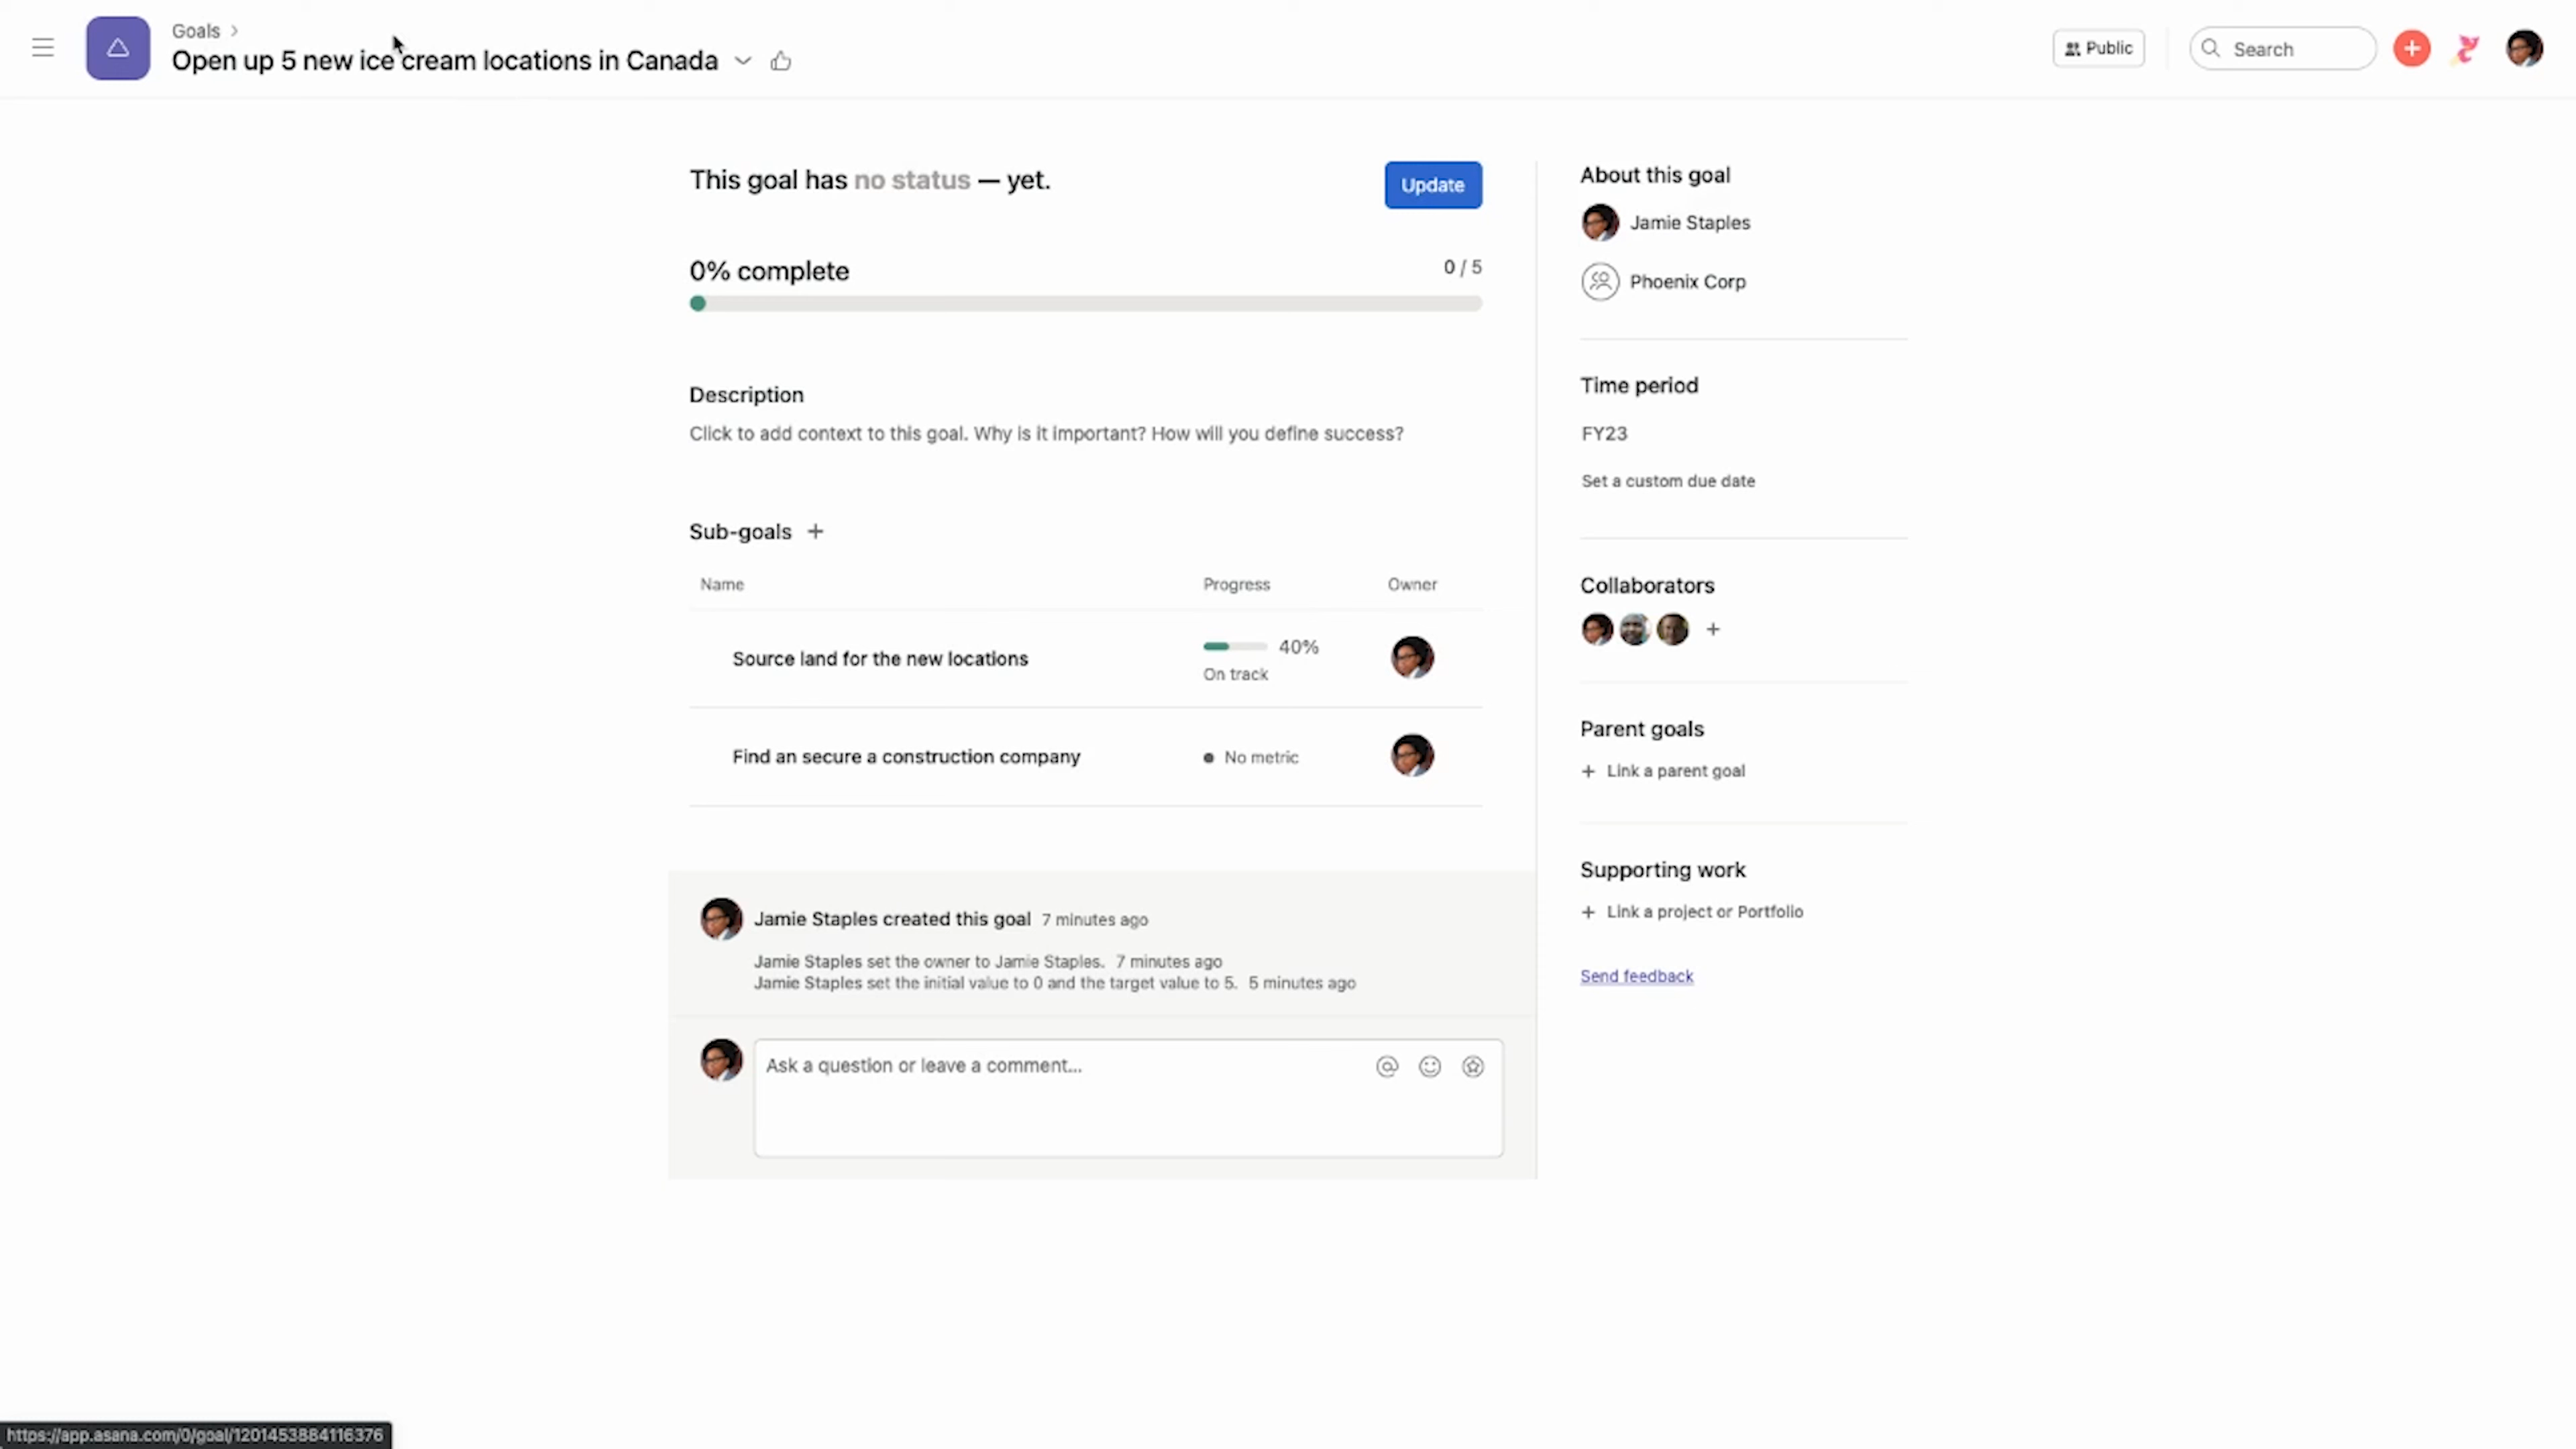 Goals
Open up 5 new ice cream locations in Canada
Public
Search
This goal has no status — yet.
Update
0% complete
0 / 5
Description
Click to add context to this goal. Why is it important? How will you define success?
Sub-goals
Name Progress Owner
Source land for the new locations
40%
On track
Find an secure a construction company
No metric
Jamie Staples created this goal 7 minutes ago
Jamie Staples set the owner to Jamie Staples. 7 minutes ago
Jamie Staples set the initial value to 0 and the target value to 5. 5 minutes ago
Ask a question or leave a comment...
About this goal
Jamie Staples
Phoenix Corp
Time period
FY23
Set a custom due date
Collaborators
Parent goals
Link a parent goal
Supporting work
Link a project or Portfolio
Send feedback
https://app.asana.com/0/goal/1201453884116376